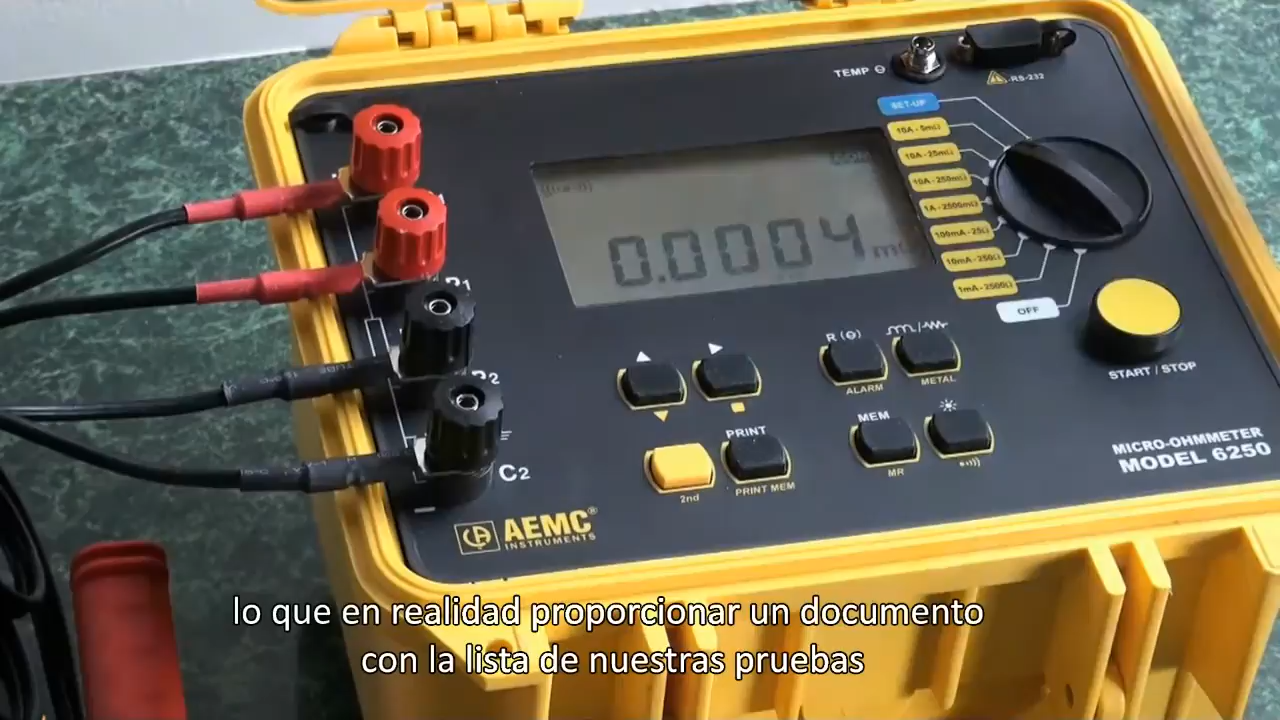 TEMP
RS-232
SET-UP
10A - 5mΩ
10A - 25mΩ
10A - 250mΩ
1A - 2500mΩ
100mA - 25Ω
10mA - 250Ω
1mA - 2500Ω
OFF
0.0004
P1
P2
C2
R (Θ)
ALARM
METAL
START / STOP
MEM
MR
PRINT
2nd
PRINT MEM
MICRO-OHMMETER
MODEL 6250
AEMC®
INSTRUMENTS
lo que en realidad proporcionar un documento
con la lista de nuestras pruebas